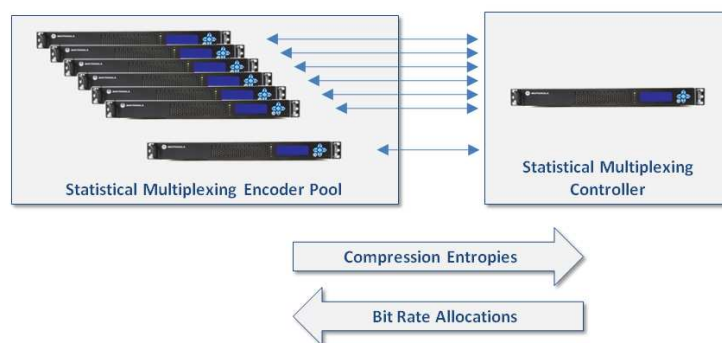 Statistical Multiplexing Encoder Pool
Statistical Multiplexing
Controller
Compression Entropies
Bit Rate Allocations